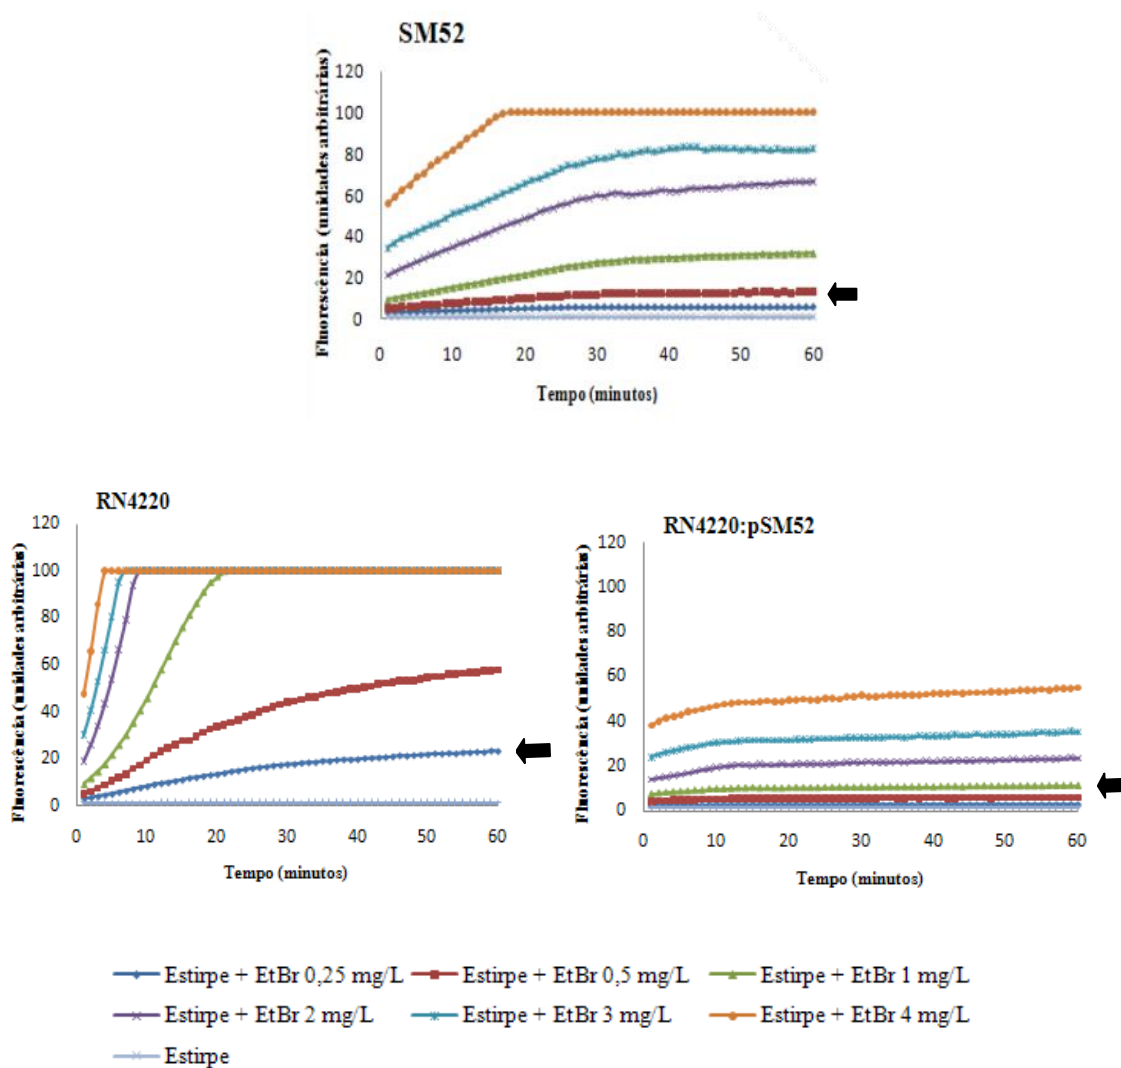 SM52
Fluorescência (unidades arbitrárias)
120
100
80
60
40
20
0
0 10 20 30 40 50 60
Tempo (minutos)
RN4220
Fluorescência (unidades arbitrárias)
120
100
80
60
40
20
0
0 10 20 30 40 50 60
Tempo (minutos)
RN4220:pSM52
Fluorescência (unidades arbitrárias)
120
100
80
60
40
20
0
0 10 20 30 40 50 60
Tempo (minutos)
Estirpe + EtBr 0,25 mg/L Estirpe + EtBr 0,5 mg/L Estirpe + EtBr 1 mg/L
Estirpe + EtBr 2 mg/L Estirpe + EtBr 3 mg/L Estirpe + EtBr 4 mg/L
Estirpe